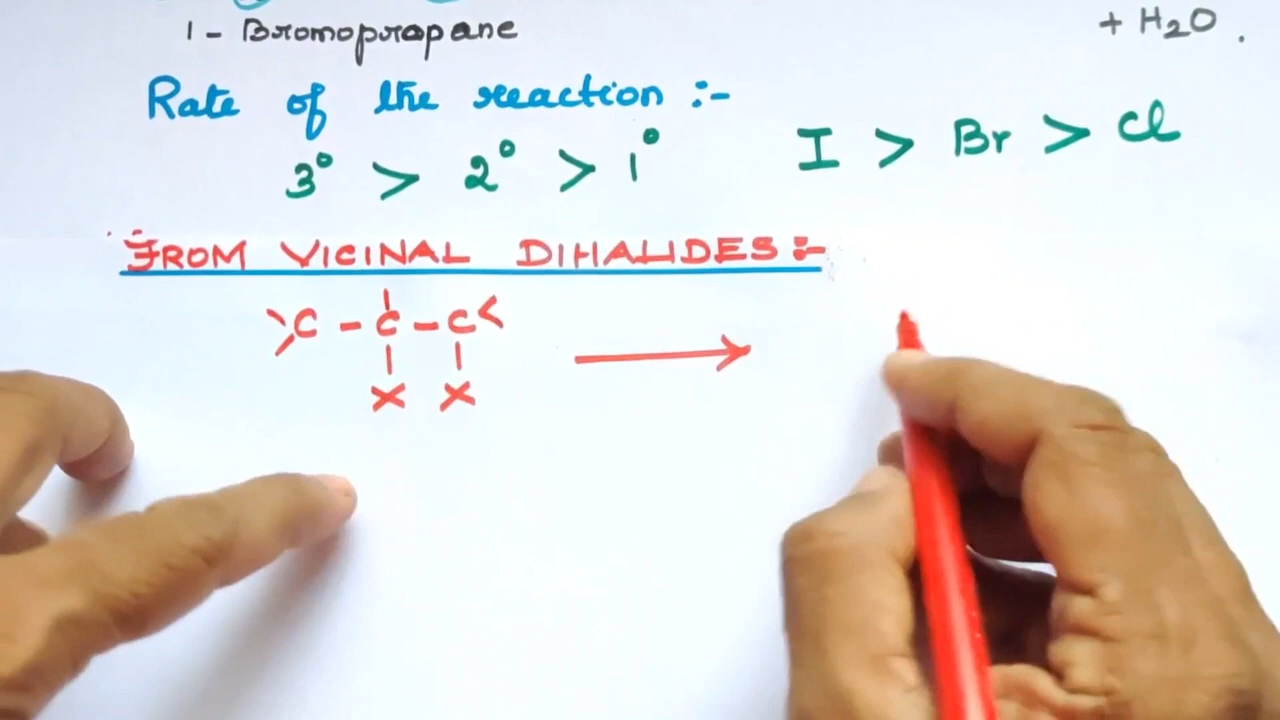 1 - Bromopropane
+ H2O .
Rate of the reaction :-
3° > 2° > 1°
I > Br > Cl
FROM VICINAL DIHALIDES :-
C - C - C
X X